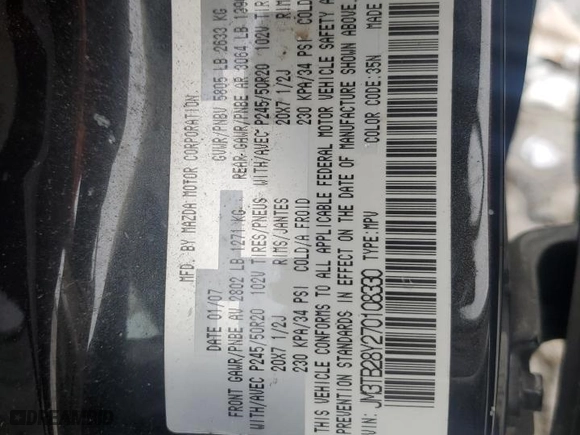 MFD. BY MAZDA MOTOR CORPORATION
DATE 01/07 GVWR/PNBV 5805 LB 2633 KG
FRONT GAWR/PNBE AV 2802 LB 1271 KG REAR GAWR/PNBE AR 3064 LB
WITH/AVEC P245/50R20 102V TIRES/PNEUS WITH/AVEC P245/50R20 102V
20X7 1/2J RIMS/JANTES 20X7 1/2J
230 KPA/34 PSI COLD/A FROID 230 KPA/34 PSI COLD
THIS VEHICLE CONFORMS TO ALL APPLICABLE FEDERAL MOTOR VEHICLE SAFETY
PREVENTION STANDARDS IN EFFECT ON THE DATE OF MANUFACTURE SHOWN ABOVE.
VIN: JM3TB28Y270108330 TYPE: MPV COLOR CODE: 35N MADE
DREAMBID